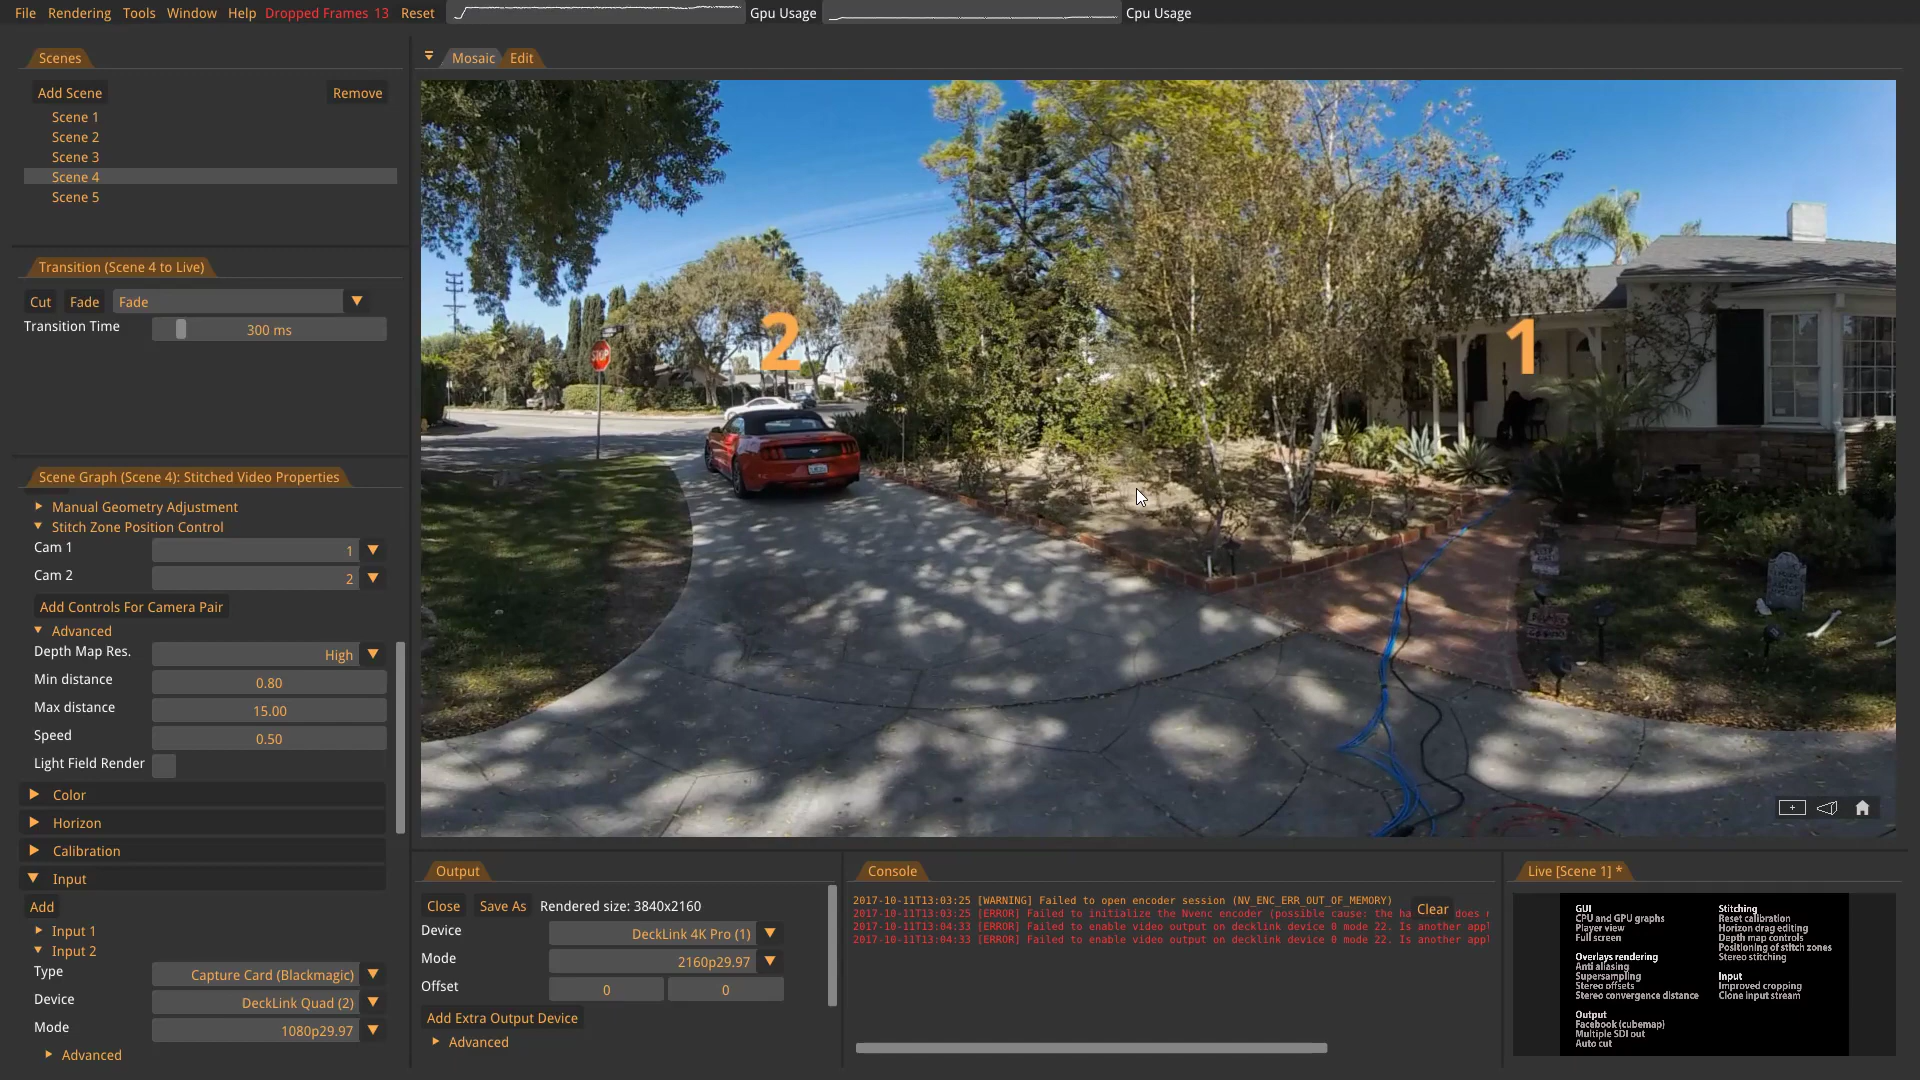 File Rendering Tools Window Help Dropped Frames 13 Reset Gpu Usage Cpu Usage
Scenes
Add Scene Remove
Scene 1
Scene 2
Scene 3
Scene 4
Scene 5
Transition (Scene 4 to Live)
Cut Fade Fade
Transition Time 300 ms
Scene Graph (Scene 4): Stitched Video Properties
Manual Geometry Adjustment
Stitch Zone Position Control
Cam 1 1
Cam 2 2
Add Controls For Camera Pair
Advanced
Depth Map Res. High
Min distance 0.80
Max distance 15.00
Speed 0.50
Light Field Render
Color
Horizon
Calibration
Input
Add
Input 1
Input 2
Type Capture Card (Blackmagic)
Device DeckLink Quad (2)
Mode 1080p29.97
Advanced
Mosaic Edit
2 1
STOP
Output
Close Save As Rendered size: 3840x2160
Device DeckLink 4K Pro (1)
Mode 2160p29.97
Offset 0 0
Add Extra Output Device
Advanced
Console
Clear
2017-10-11T13:03:25 [WARNING] Failed to open encoder session (NV_ENC_ERR_OUT_OF_MEMORY)
2017-10-11T13:03:25 [ERROR] Failed to initialize the Nvenc encoder (possible cause: the ha does
2017-10-11T13:04:33 [ERROR] Failed to enable video output on decklink device 0 mode 22. Is another appl
2017-10-11T13:04:33 [ERROR] Failed to enable video output on decklink device 0 mode 22. Is another appl
Live [Scene 1] *
GUI
CPU and GPU graphs
Player view
Full screen
Overlays rendering
Anti aliasing
Supersampling
Stereo offsets
Stereo convergence distance
Output
Facebook (cubemap)
Multiple SDI out
Auto cut
Stitching
Reset calibration
Horizon drag editing
Depth map controls
Positioning of stitch zones
Stereo stitching
Input
Improved cropping
Clone input stream